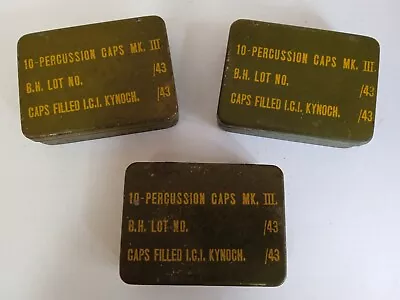 10-PERCUSSION CAPS MK. III.
B.H. LOT NO. /43
CAPS FILLED I.C.I. KYNOCH. /43
10-PERCUSSION CAPS MK. III.
B.H. LOT NO. /43
CAPS FILLED I.C.I. KYNOCH. /43
10-PERCUSSION CAPS MK. III.
B.H. LOT NO. /43
CAPS FILLED I.C.I. KYNOCH. /43